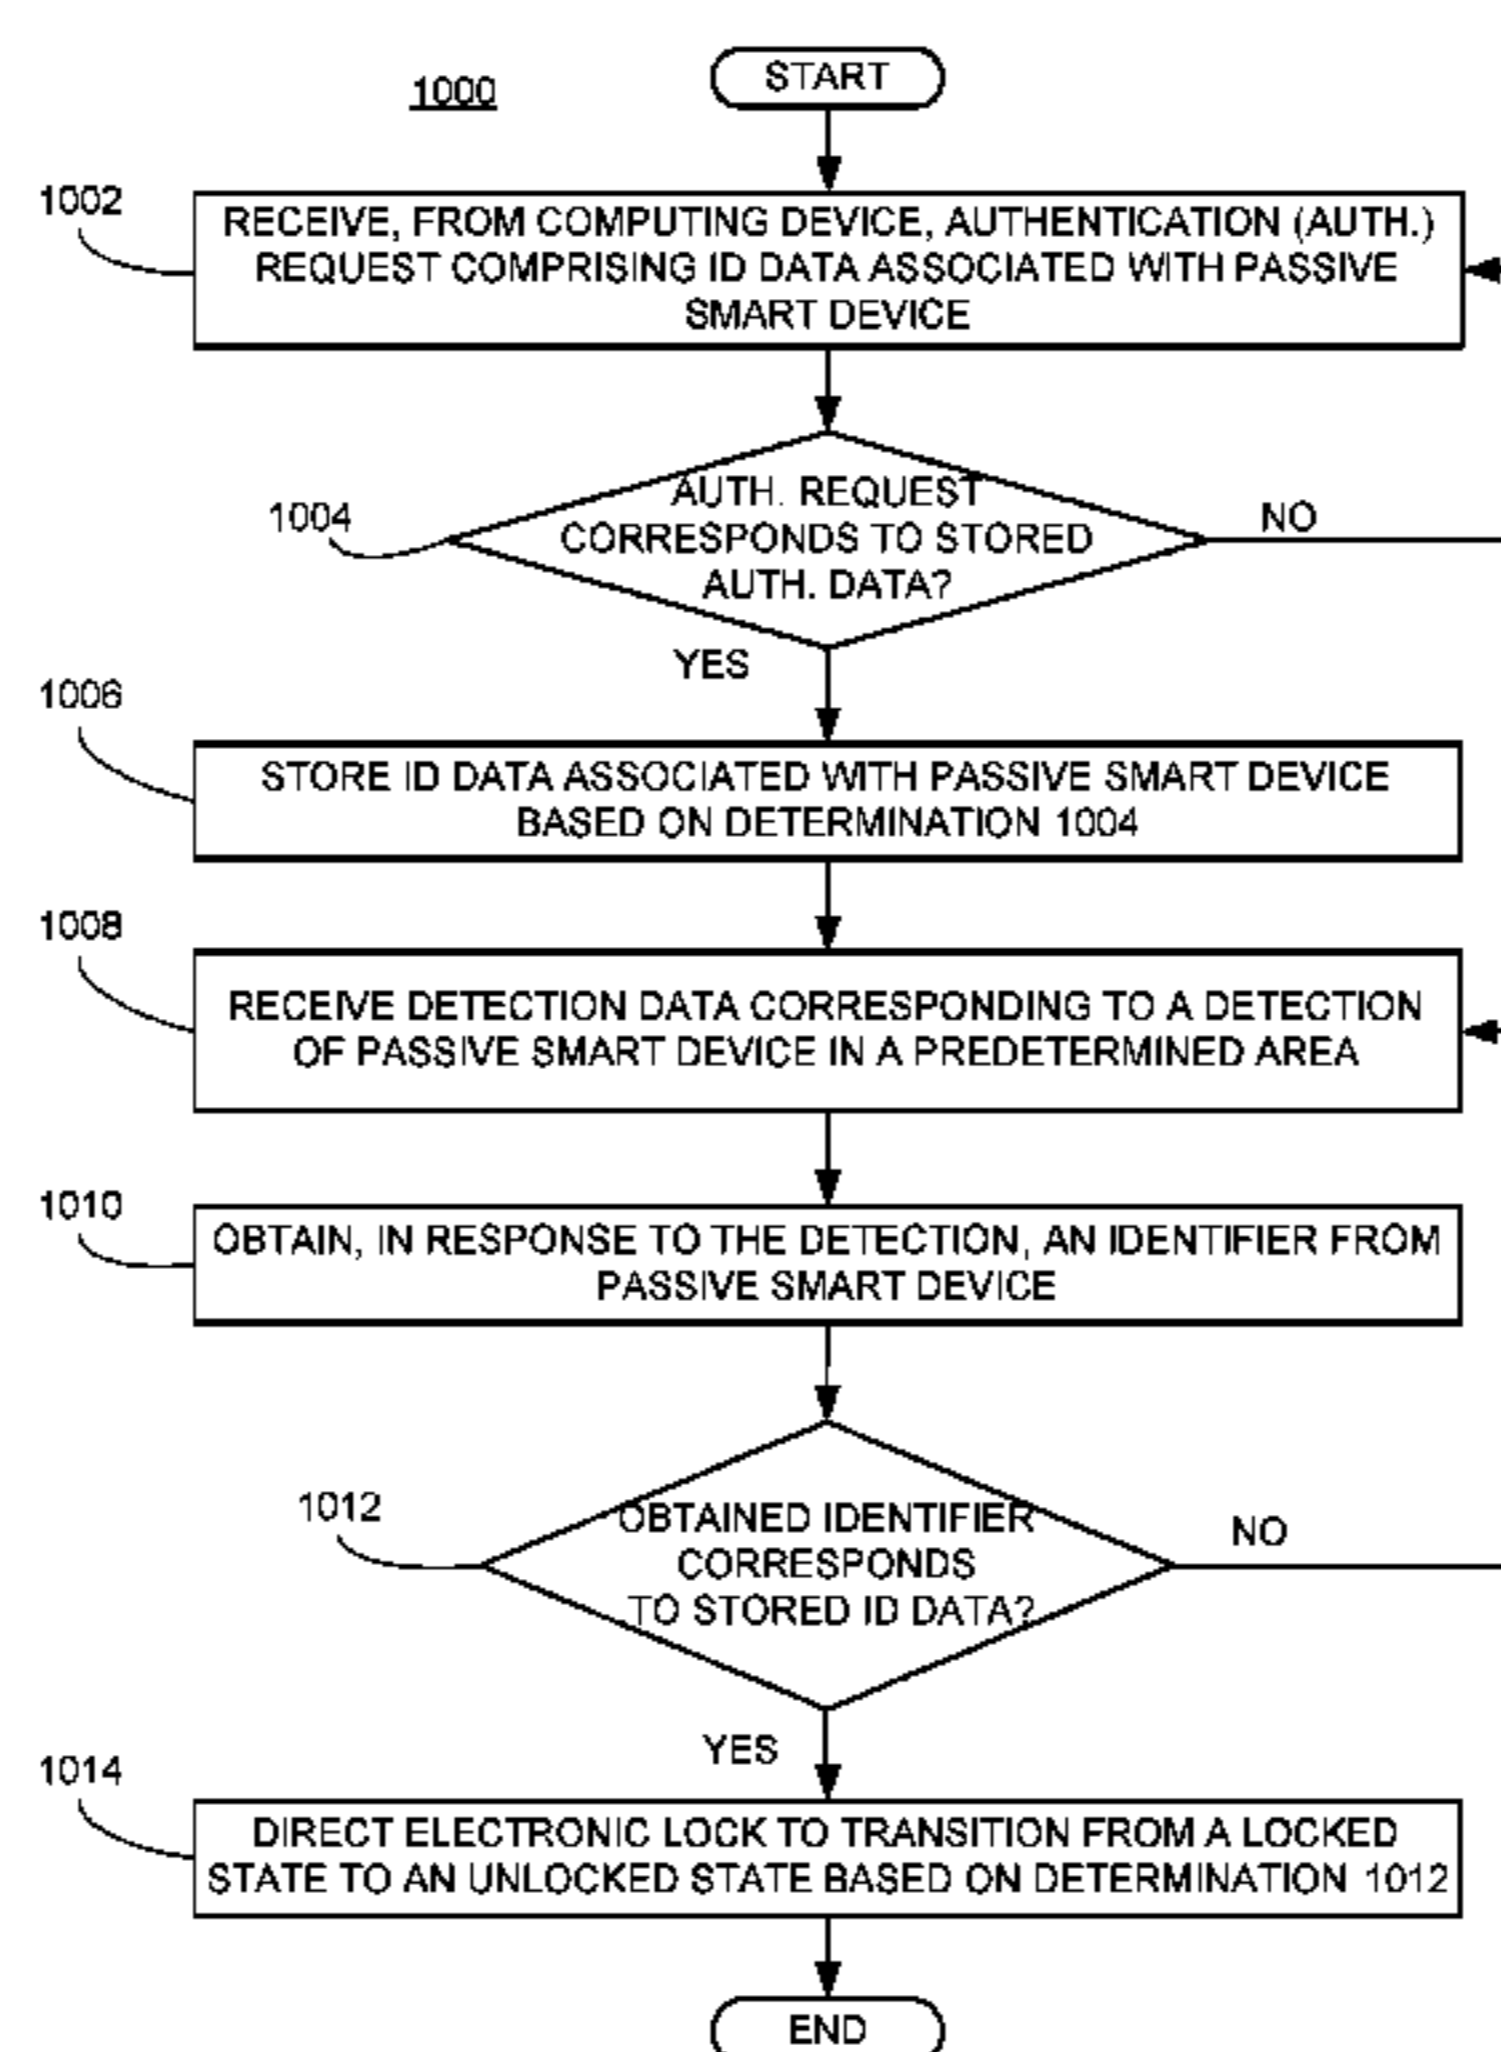 START
1000
1002
RECEIVE, FROM COMPUTING DEVICE, AUTHENTICATION (AUTH.)
REQUEST COMPRISING ID DATA ASSOCIATED WITH PASSIVE
SMART DEVICE
1004
AUTH. REQUEST
CORRESPONDS TO STORED
AUTH. DATA?
NO
YES
1006
STORE ID DATA ASSOCIATED WITH PASSIVE SMART DEVICE
BASED ON DETERMINATION 1004
1008
RECEIVE DETECTION DATA CORRESPONDING TO A DETECTION
OF PASSIVE SMART DEVICE IN A PREDETERMINED AREA
1010
OBTAIN, IN RESPONSE TO THE DETECTION, AN IDENTIFIER FROM
PASSIVE SMART DEVICE
1012
OBTAINED IDENTIFIER
CORRESPONDS
TO STORED ID DATA?
NO
YES
1014
DIRECT ELECTRONIC LOCK TO TRANSITION FROM A LOCKED
STATE TO AN UNLOCKED STATE BASED ON DETERMINATION 1012
END